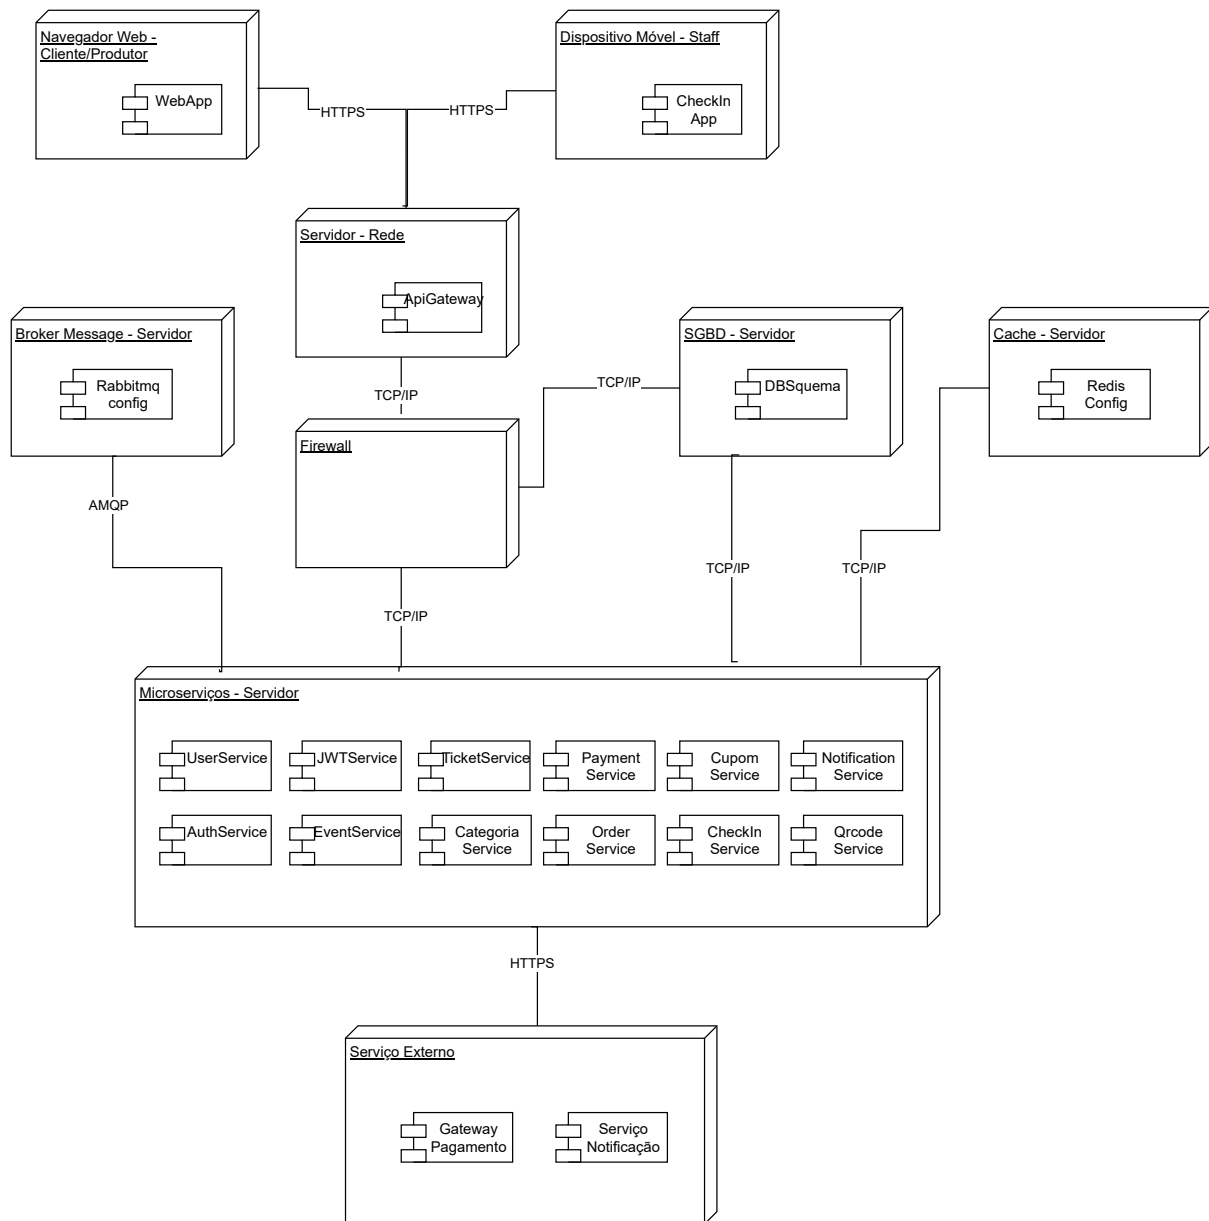 Navegador Web -
Cliente/Produtor
WebApp
Dispositivo Móvel - Staff
CheckIn
App
HTTPS
HTTPS
Servidor - Rede
ApiGateway
Broker Message - Servidor
Rabbitmq
config
SGBD - Servidor
DBSquema
Cache - Servidor
Redis
Config
TCP/IP
TCP/IP
Firewall
AMQP
TCP/IP
TCP/IP
TCP/IP
Microserviços - Servidor
UserService
JWTService
TicketService
Payment
Service
Cupom
Service
Notification
Service
AuthService
EventService
Categoria
Service
Order
Service
CheckIn
Service
Qrcode
Service
HTTPS
Serviço Externo
Gateway
Pagamento
Serviço
Notificação